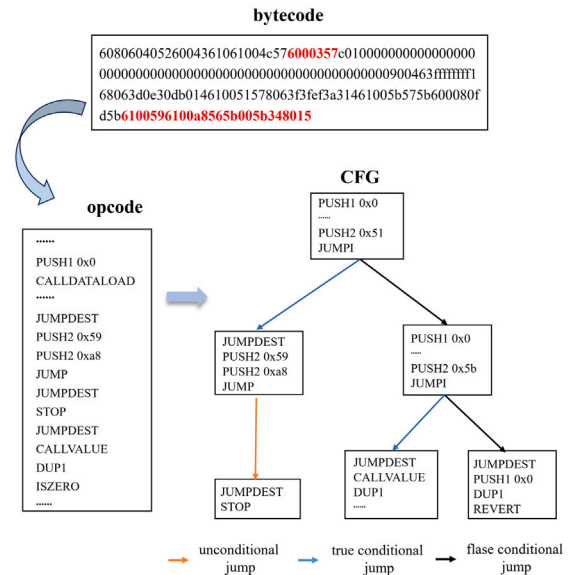 bytecode
60806040526004361061004c576000357c01000000000000000
00000000000000000000000000000000000000000900463ffffffff1
68063d0e30db014610051578063f3fef3a31461005b575b600080f
d5b6100596100a8565b005b348015
CFG
opcode
......
PUSH1 0x0
CALLDATALOAD
......
JUMPDEST
PUSH2 0x59
PUSH2 0xa8
JUMP
JUMPDEST
STOP
JUMPDEST
CALLVALUE
DUP1
ISZERO
......
PUSH1 0x0
......
PUSH2 0x51
JUMPI
JUMPDEST
PUSH2 0x59
PUSH2 0xa8
JUMP
PUSH1 0x0
.....
PUSH2 0x5b
JUMPI
JUMPDEST
STOP
JUMPDEST
CALLVALUE
DUP1
......
JUMPDEST
PUSH1 0x0
DUP1
REVERT
unconditional
jump
true conditional
jump
flase conditional
jump